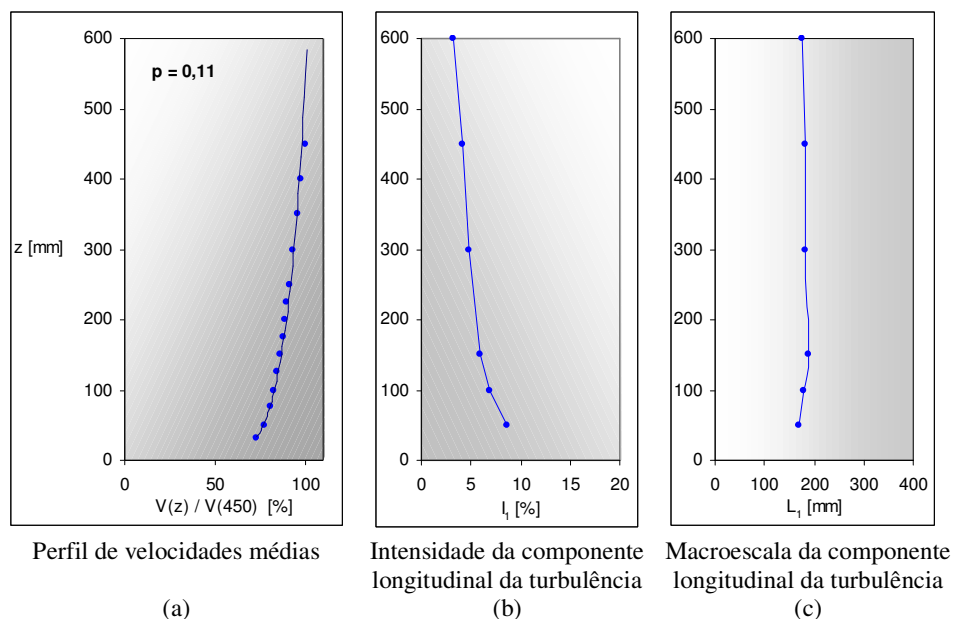 600
500
400
300
200
100
0
z [mm]
p = 0,11
0 50 100
V(z) / V(450) [%]
600
500
400
300
200
100
0
0 5 10 15 20
I₁ [%]
600
500
400
300
200
100
0
0 100 200 300 400
L₁ [mm]
Perfil de velocidades médias
(a)
Intensidade da componente
longitudinal da turbulência
(b)
Macroescala da componente
longitudinal da turbulência
(c)